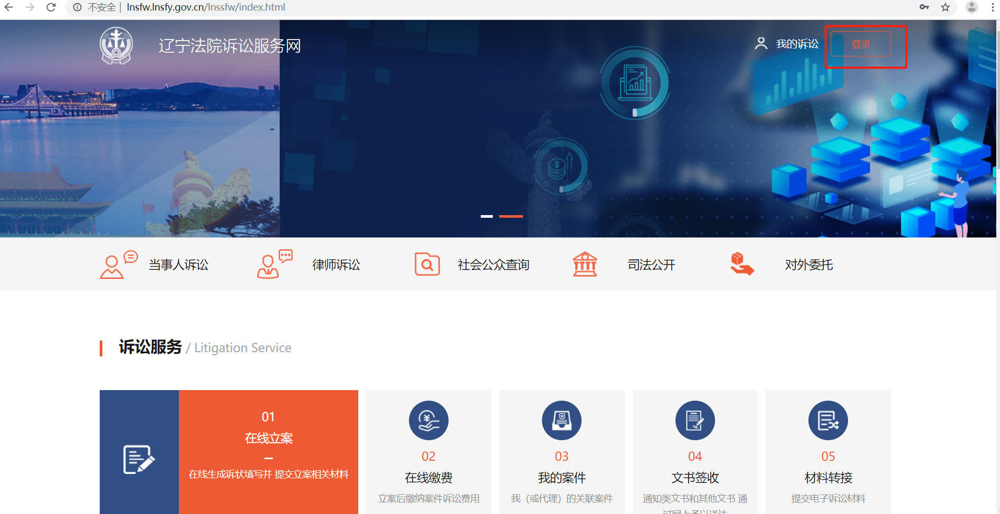 不安全 | lnsfw.lnsfy.gov.cn/lnssfw/index.html
辽宁法院诉讼服务网
我的诉讼
登录
当事人诉讼
律师诉讼
社会公众查询
司法公开
对外委托
诉讼服务 / Litigation Service
01
在线立案
在线生成诉状填写并 提交立案相关材料
02
在线缴费
立案后缴纳案件诉讼费用
03
我的案件
我（或代理）的关联案件
04
文书签收
通知类文书和其他文书 通
过网上予以送达
05
材料转接
提交电子诉讼材料